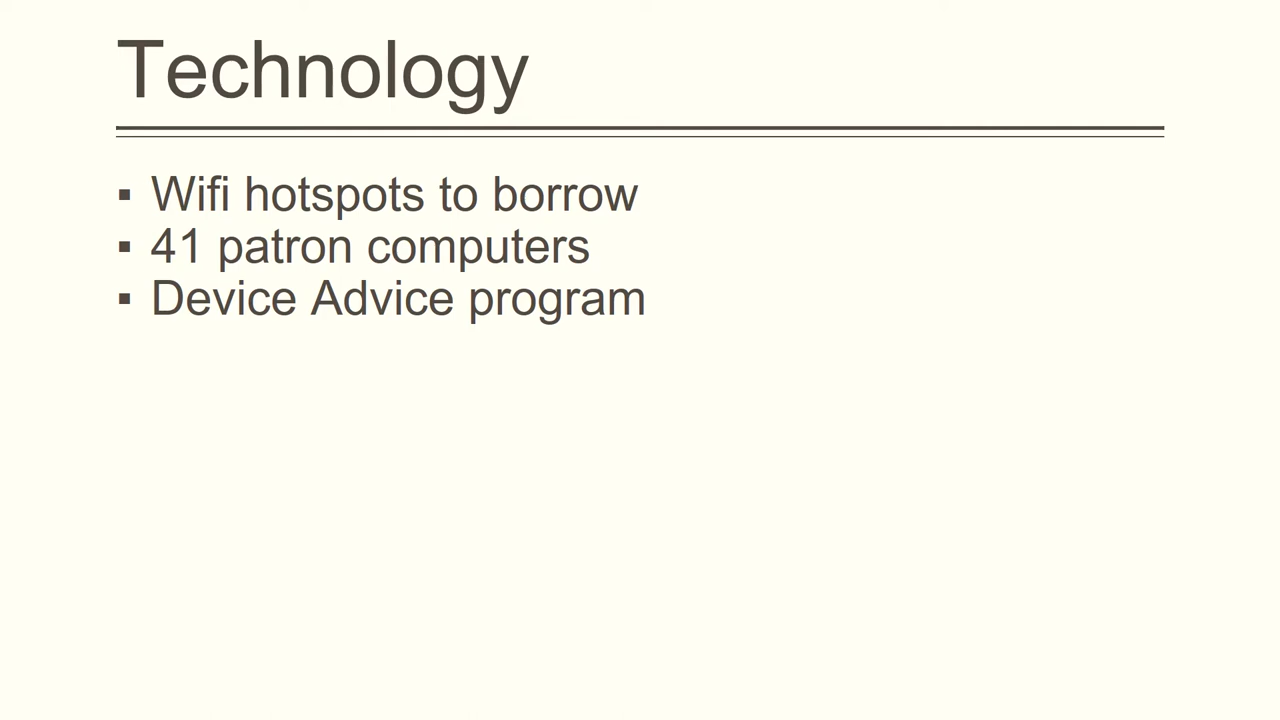 Technology
▪ Wifi hotspots to borrow
▪ 41 patron computers
▪ Device Advice program